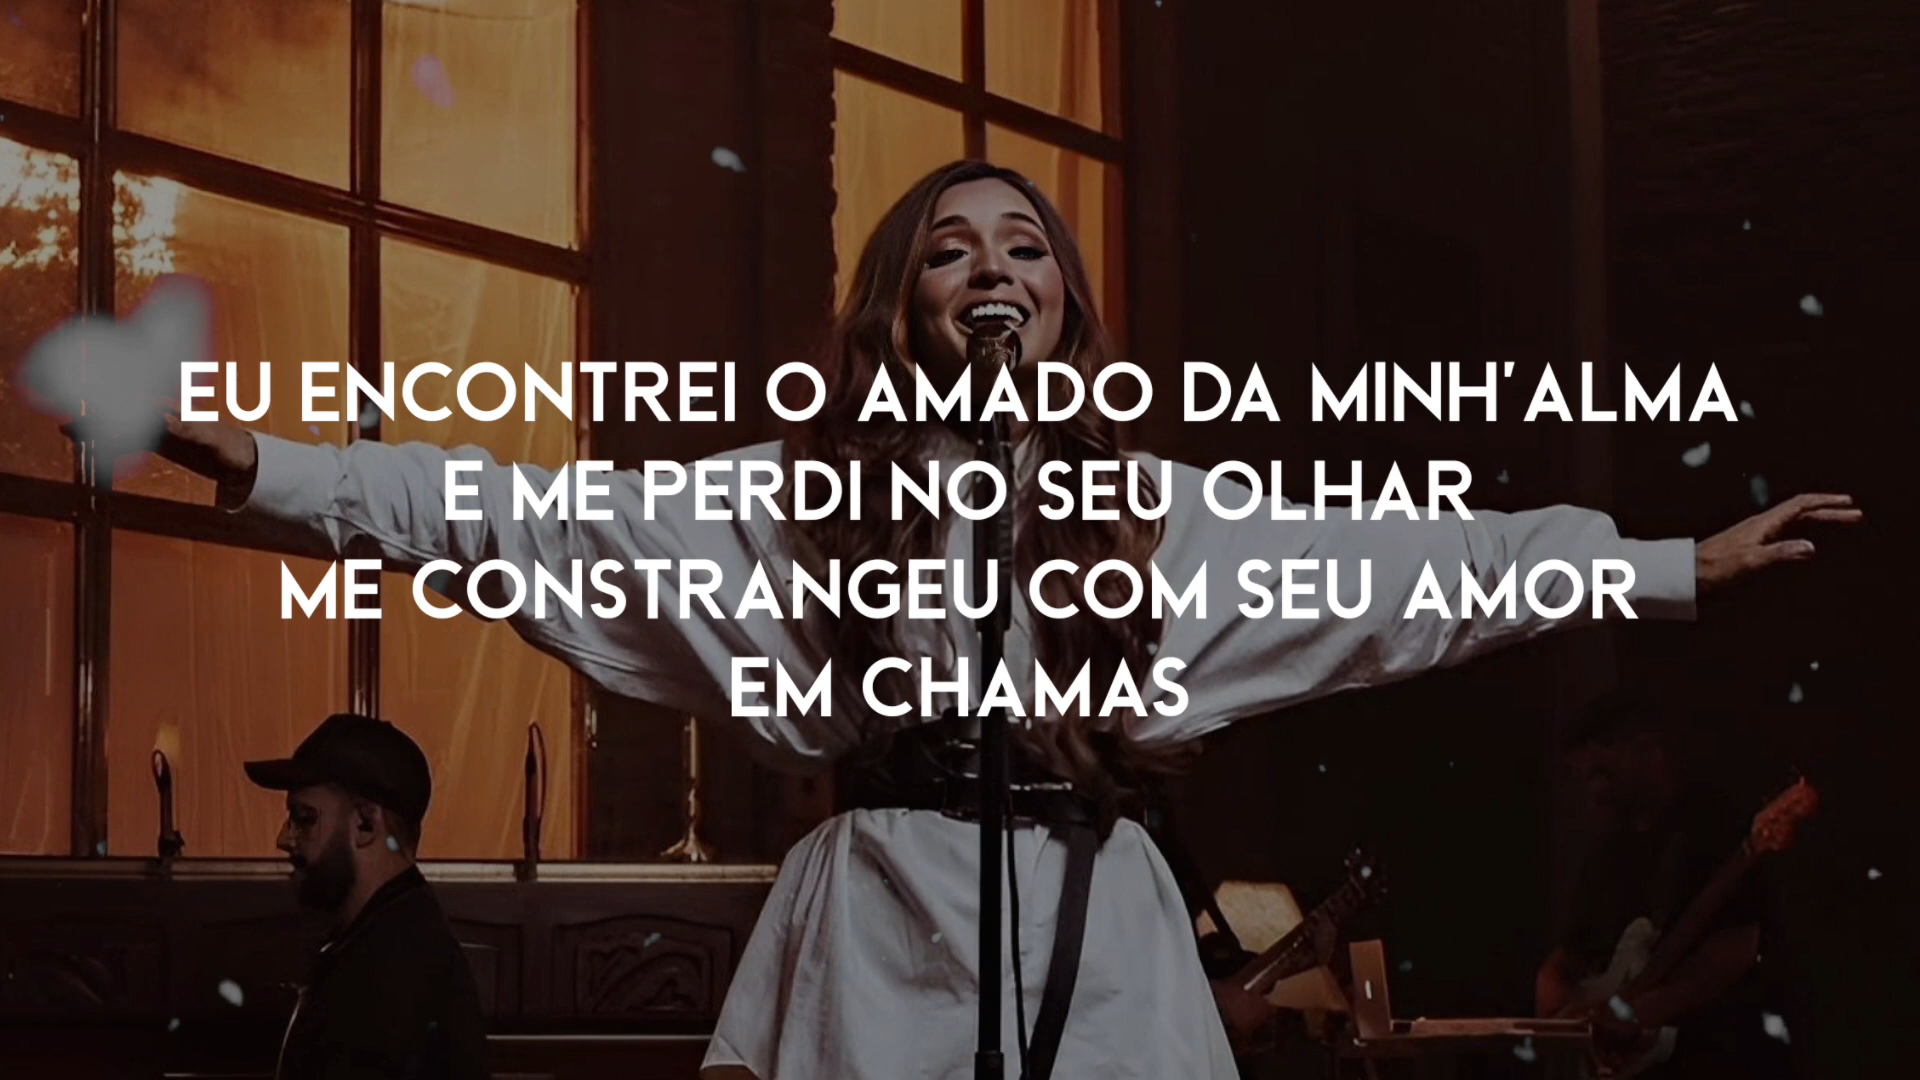 EU ENCONTREI O AMADO DA MINH'ALMA
E ME PERDI NO SEU OLHAR
ME CONSTRANGEU COM SEU AMOR
EM CHAMAS